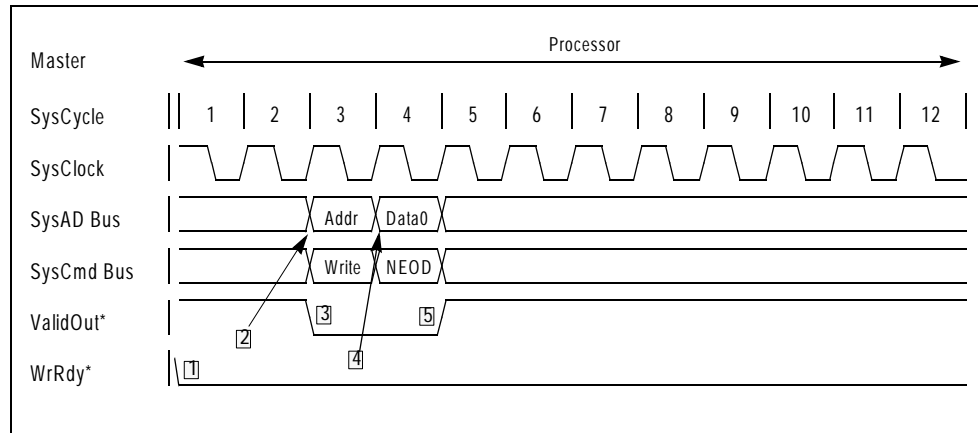 Master Processor
SysCycle 1 2 3 4 5 6 7 8 9 10 11 12
SysClock
SysAD Bus Addr Data0
SysCmd Bus Write NEOD
ValidOut* 3 5
2 4
WrRdy* 1